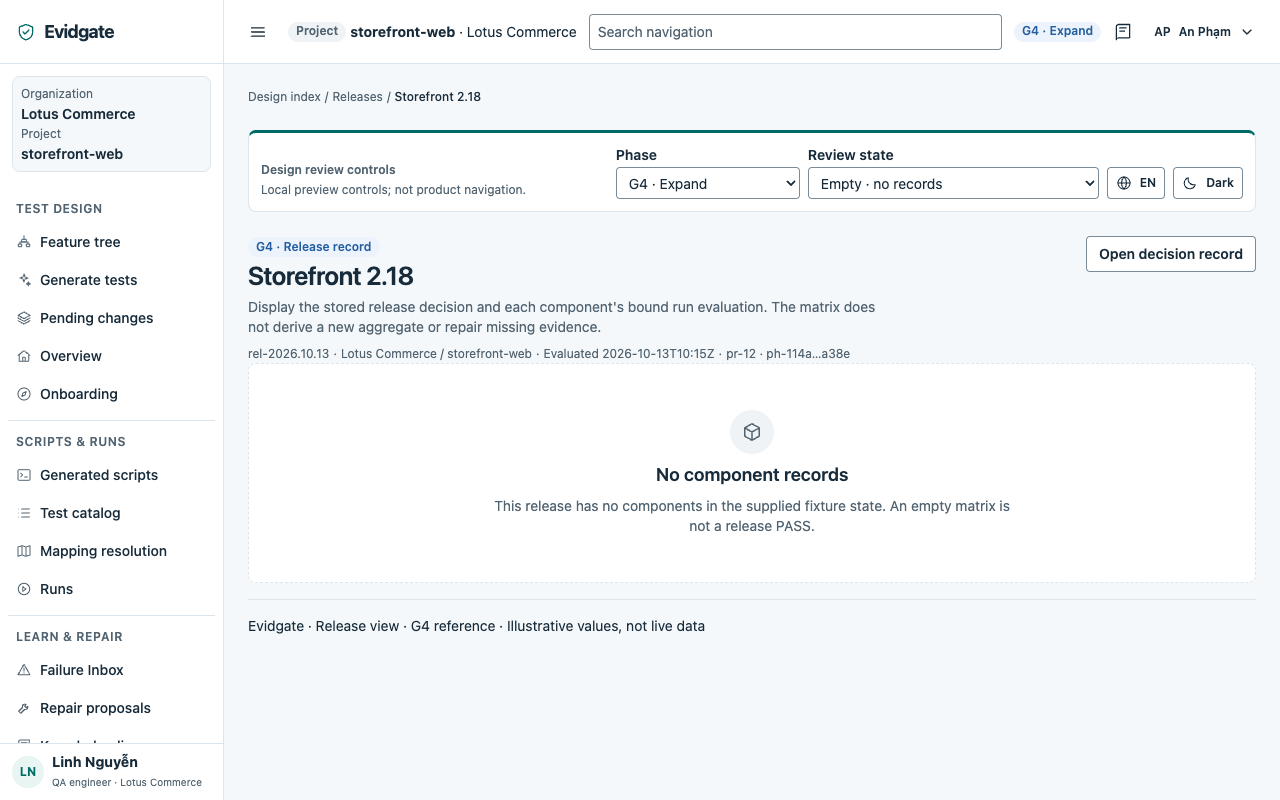 Evidgate
Project storefront-web · Lotus Commerce
Search navigation
G4 · Expand
AP An Phạm
Organization
Lotus Commerce
Project
storefront-web
TEST DESIGN
Feature tree
Generate tests
Pending changes
Overview
Onboarding
SCRIPTS & RUNS
Generated scripts
Test catalog
Mapping resolution
Runs
LEARN & REPAIR
Failure Inbox
Repair proposals
LN
Linh Nguyễn
QA engineer · Lotus Commerce
Design index / Releases / Storefront 2.18
Design review controls
Local preview controls; not product navigation.
Phase
G4 · Expand
Review state
Empty · no records
EN
Dark
G4 · Release record
Storefront 2.18
Open decision record
Display the stored release decision and each component's bound run evaluation. The matrix does
not derive a new aggregate or repair missing evidence.
rel-2026.10.13 · Lotus Commerce / storefront-web · Evaluated 2026-10-13T10:15Z · pr-12 · ph-114a…a38e
No component records
This release has no components in the supplied fixture state. An empty matrix is
not a release PASS.
Evidgate · Release view · G4 reference · Illustrative values, not live data